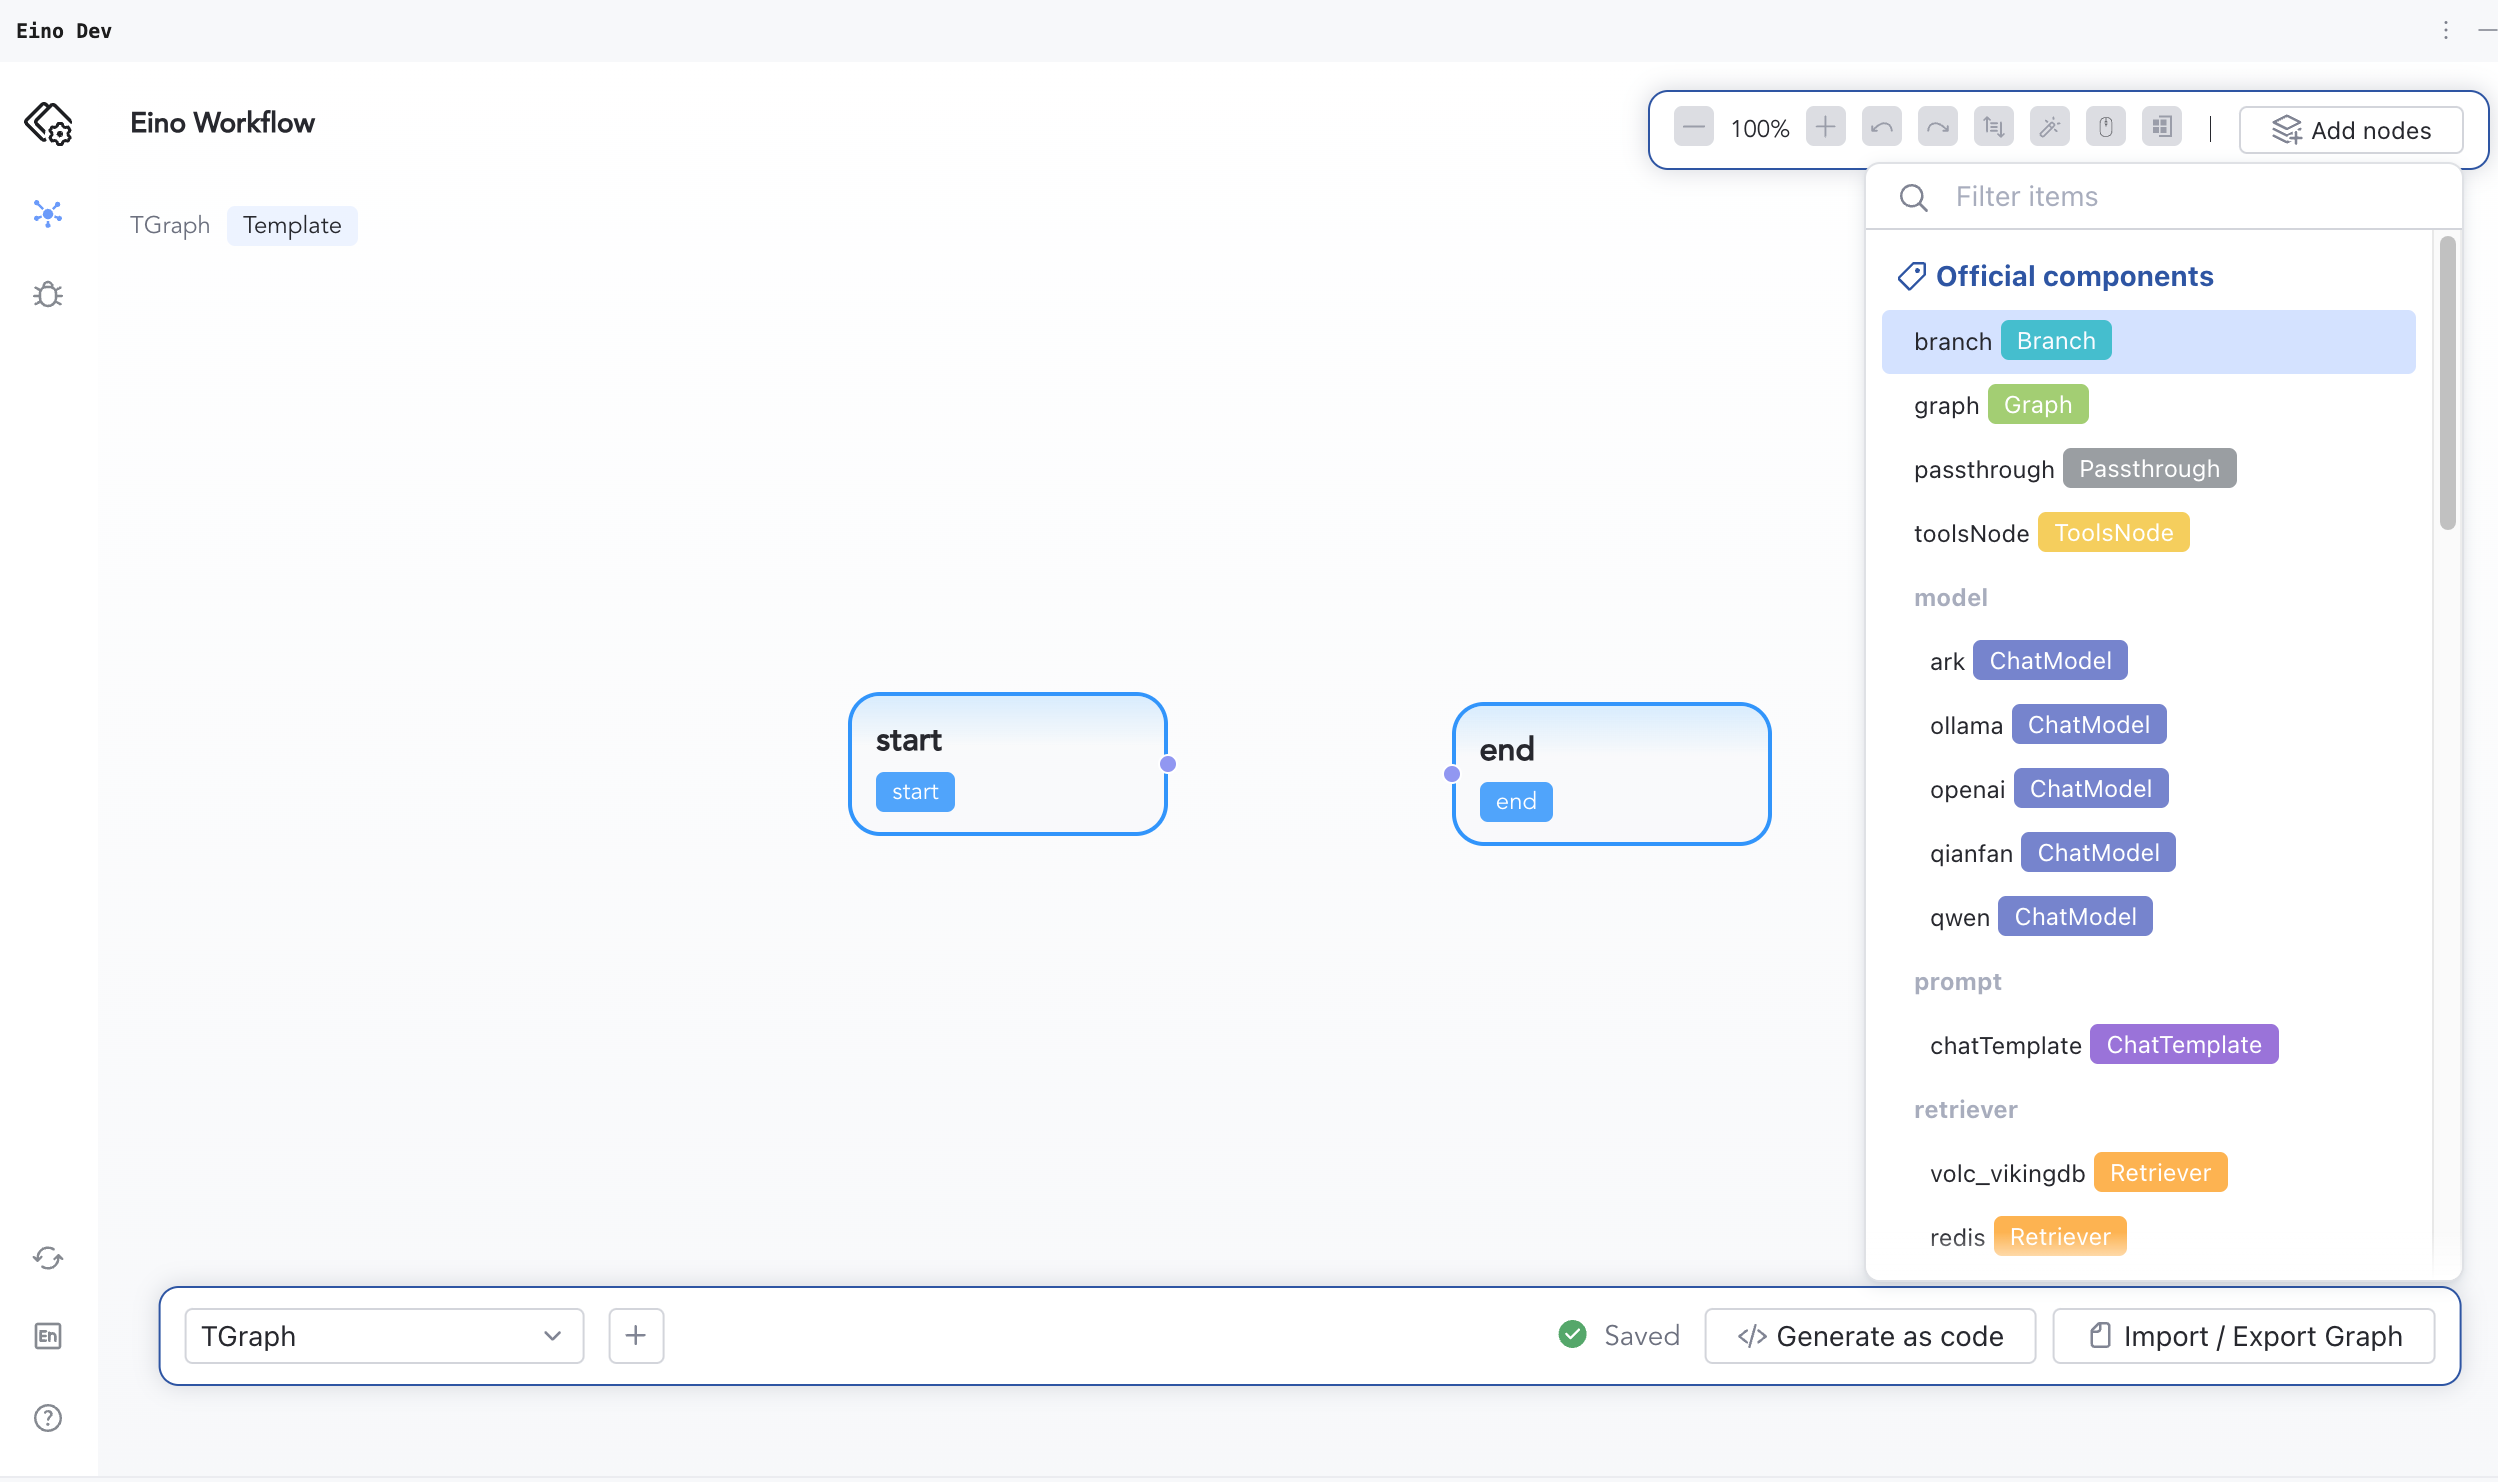 Eino Dev
Eino Workflow
100%
Add nodes
TGraph Template
Filter items
Official components
branch Branch
graph Graph
passthrough Passthrough
toolsNode ToolsNode
model
ark ChatModel
ollama ChatModel
openai ChatModel
qianfan ChatModel
qwen ChatModel
prompt
chatTemplate ChatTemplate
retriever
volc_vikingdb Retriever
redis Retriever
start
start
end
end
En
TGraph
Saved
</> Generate as code
Import / Export Graph